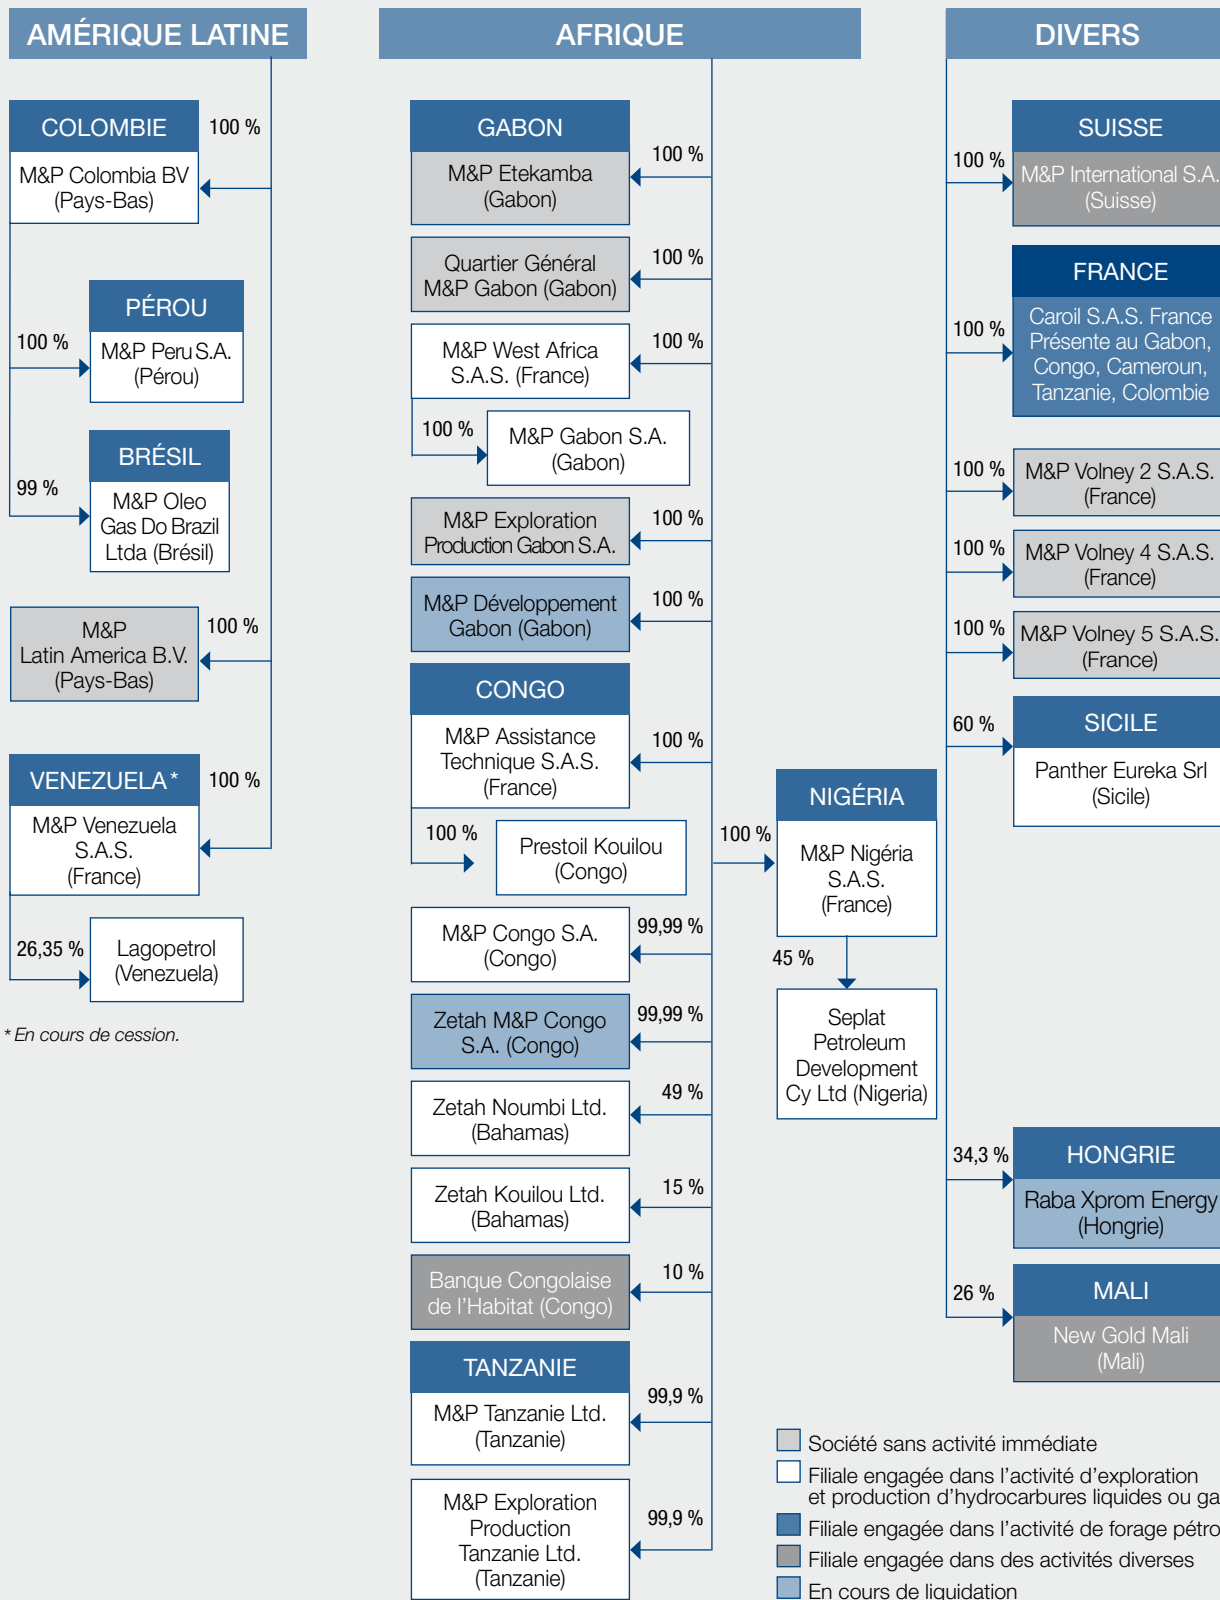 AMÉRIQUE LATINE
COLOMBIE
100 %
M&P Colombia BV
(Pays-Bas)
PÉROU
100 %
M&P Peru S.A.
(Pérou)
BRÉSIL
99 %
M&P Oleo
Gas Do Brazil
Ltda (Brésil)
M&P
Latin America B.V.
(Pays-Bas)
100 %
VENEZUELA *
100 %
M&P Venezuela
S.A.S.
(France)
26,35 %
Lagopetrol
(Venezuela)
* En cours de cession.
AFRIQUE
GABON
M&P Etekamba
(Gabon)
100 %
Quartier Général
M&P Gabon (Gabon)
100 %
M&P West Africa
S.A.S. (France)
100 %
100 %
M&P Gabon S.A.
(Gabon)
M&P Exploration
Production Gabon S.A.
100 %
M&P Développement
Gabon (Gabon)
100 %
CONGO
M&P Assistance
Technique S.A.S.
(France)
100 %
100 %
Prestoil Kouilou
(Congo)
M&P Congo S.A.
(Congo)
99,99 %
Zetah M&P Congo
S.A. (Congo)
99,99 %
Zetah Noumbi Ltd.
(Bahamas)
49 %
Zetah Kouilou Ltd.
(Bahamas)
15 %
Banque Congolaise
de l'Habitat (Congo)
10 %
TANZANIE
M&P Tanzanie Ltd.
(Tanzanie)
99,9 %
M&P Exploration
Production
Tanzanie Ltd.
(Tanzanie)
99,9 %
NIGÉRIA
100 %
M&P Nigéria
S.A.S.
(France)
45 %
Seplat
Petroleum
Development
Cy Ltd (Nigeria)
DIVERS
SUISSE
100 %
M&P International S.A.
(Suisse)
FRANCE
100 %
Caroil S.A.S. France
Présente au Gabon,
Congo, Cameroun,
Tanzanie, Colombie
100 %
M&P Volney 2 S.A.S.
(France)
100 %
M&P Volney 4 S.A.S.
(France)
100 %
M&P Volney 5 S.A.S.
(France)
60 %
SICILE
Panther Eureka Srl
(Sicile)
34,3 %
HONGRIE
Raba Xprom Energy
(Hongrie)
26 %
MALI
New Gold Mali
(Mali)
Société sans activité immédiate
Filiale engagée dans l'activité d'exploration
et production d'hydrocarbures liquides ou ga
Filiale engagée dans l'activité de forage pétro
Filiale engagée dans des activités diverses
En cours de liquidation